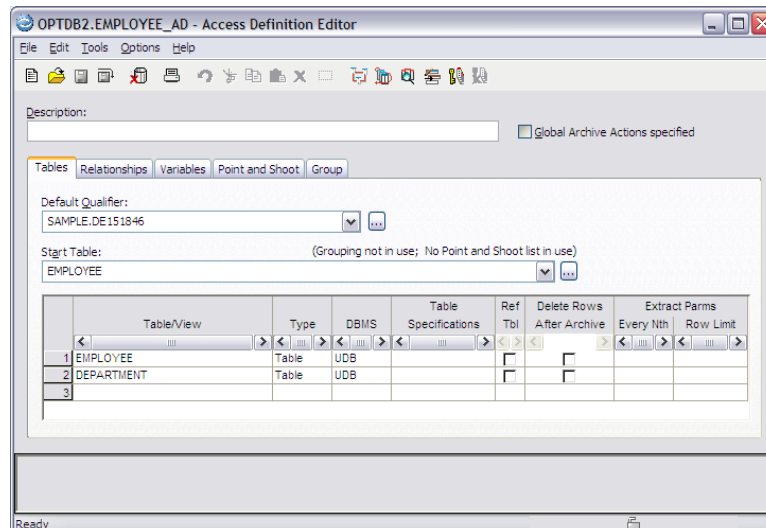 OPTDB2.EMPLOYEE_AD - Access Definition Editor
File Edit Tools Options Help
Description:
Global Archive Actions specified
Tables Relationships Variables Point and Shoot Group
Default Qualifier:
SAMPLE.DE151846
Start Table: (Grouping not in use; No Point and Shoot list in use)
EMPLOYEE
Table Ref Delete Rows Extract Parms
Table/View Type DBMS Specifications Tbl After Archive Every Nth Row Limit
1 EMPLOYEE Table UDB
2 DEPARTMENT Table UDB
3
Ready